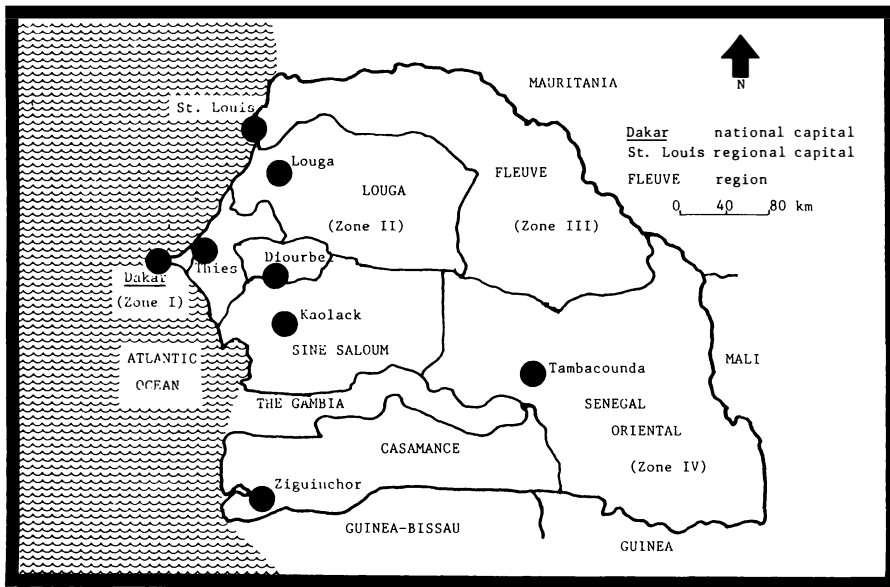 MAURITANIA
N
St. Louis
Dakar national capital
St. Louis regional capital
FLEUVE region
0 40 80 km
Louga
LOUGA
(Zone II)
FLEUVE
(Zone III)
Thies
Diourbel
Dakar
(Zone I)
Kaolack
SINE SALOUM
ATLANTIC
OCEAN
MALI
Tambacounda
THE GAMBIA
SENEGAL
ORIENTAL
(Zone IV)
CASAMANCE
Ziguinchor
GUINEA-BISSAU
GUINEA